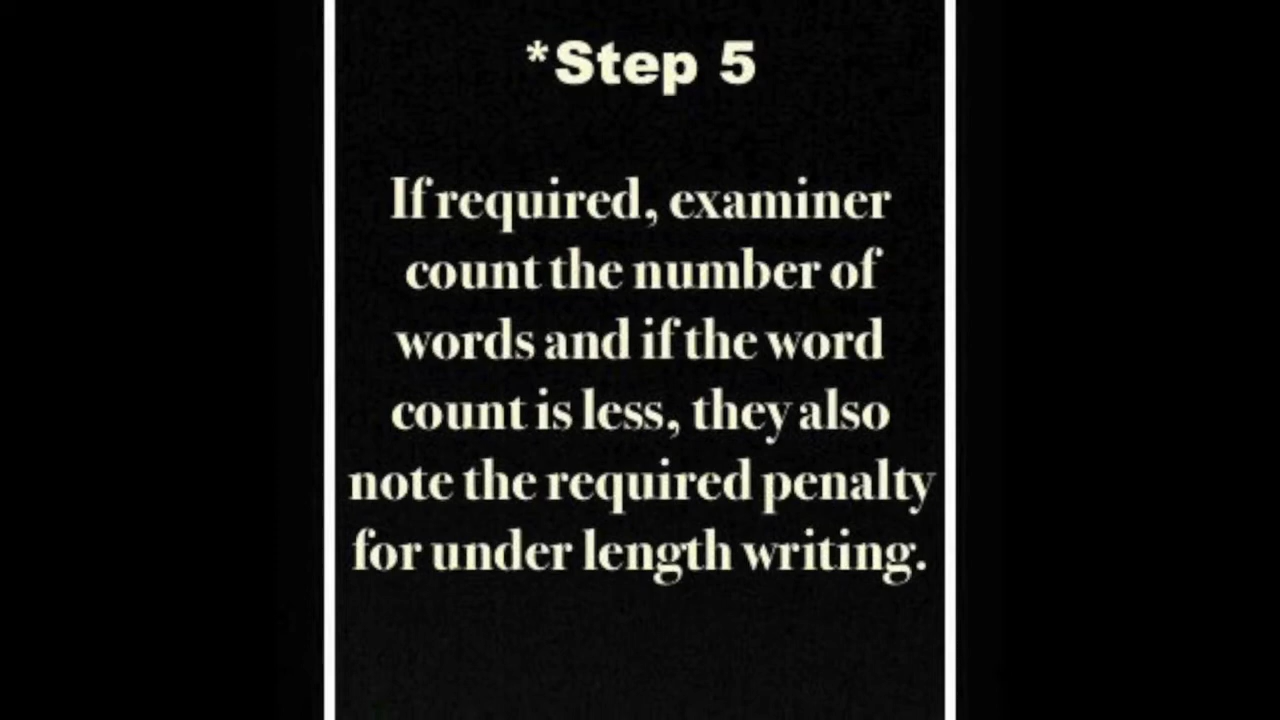 *Step 5
If required, examiner
count the number of
words and if the word
count is less, they also
note the required penalty
for under length writing.